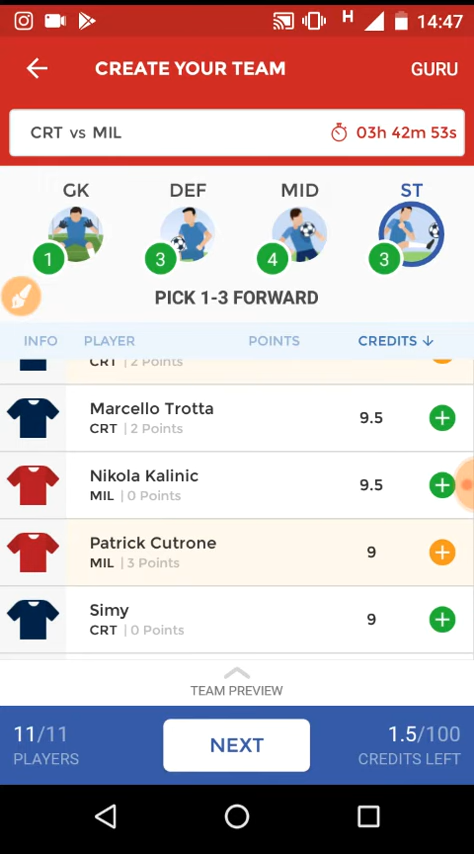 H 14:47
CREATE YOUR TEAM GURU
CRT vs MIL 03h 42m 53s
GK DEF MID ST
1 3 4 3
PICK 1-3 FORWARD
INFO PLAYER POINTS CREDITS ↓
CRT | 2 Points
Marcello Trotta
CRT | 2 Points 9.5
Nikola Kalinic
MIL | 0 Points 9.5
Patrick Cutrone
MIL | 3 Points 9
Simy
CRT | 0 Points 9
TEAM PREVIEW
11/11 NEXT 1.5/100
PLAYERS CREDITS LEFT